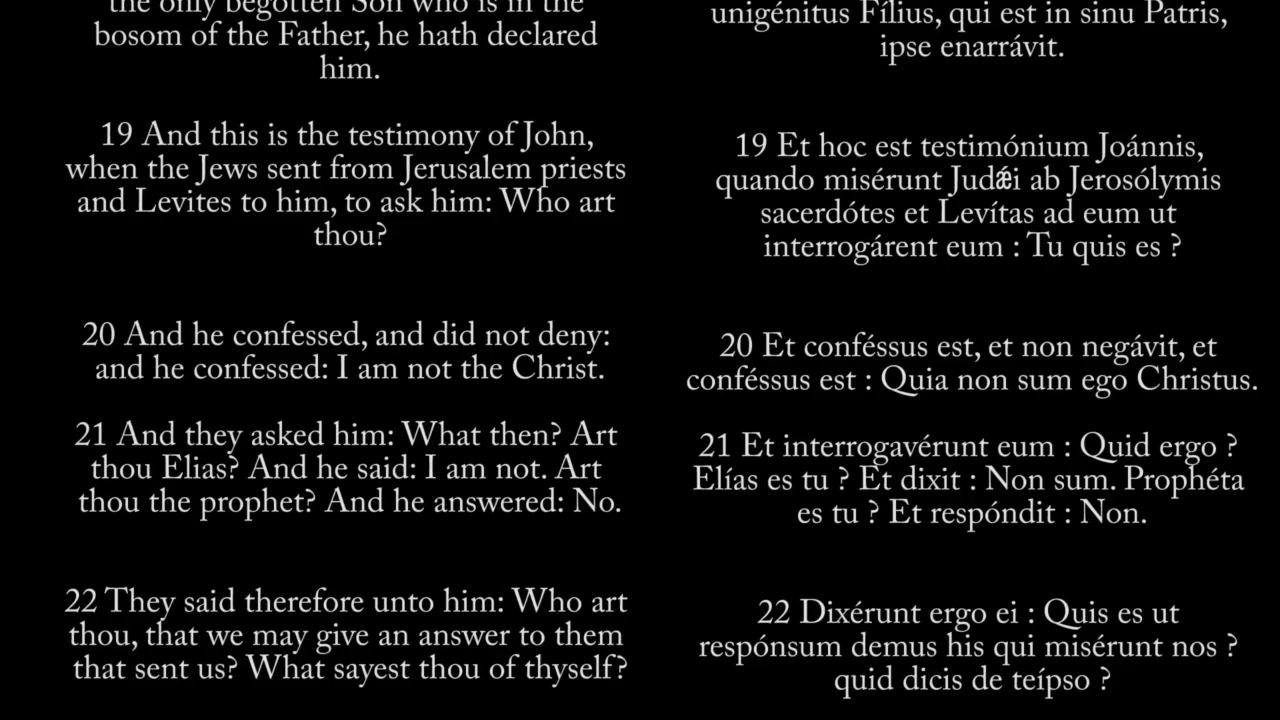 the only begotten Son who is in the
bosom of the Father, he hath declared
him.
19 And this is the testimony of John,
when the Jews sent from Jerusalem priests
and Levites to him, to ask him: Who art
thou?
20 And he confessed, and did not deny:
and he confessed: I am not the Christ.
21 And they asked him: What then? Art
thou Elias? And he said: I am not. Art
thou the prophet? And he answered: No.
22 They said therefore unto him: Who art
thou, that we may give an answer to them
that sent us? What sayest thou of thyself?
unigénitus Fílius, qui est in sinu Patris,
ipse enarrávit.
19 Et hoc est testimónium Joánnis,
quando misérunt Judǽi ab Jerosólymis
sacerdótes et Levítas ad eum ut
interrogárent eum : Tu quis es ?
20 Et conféssus est, et non negávit, et
conféssus est : Quia non sum ego Christus.
21 Et interrogavérunt eum : Quid ergo ?
Elías es tu ? Et dixit : Non sum. Prophéta
es tu ? Et respóndit : Non.
22 Dixérunt ergo ei : Quis es ut
respónsum demus his qui misérunt nos ?
quid dicis de teípso ?